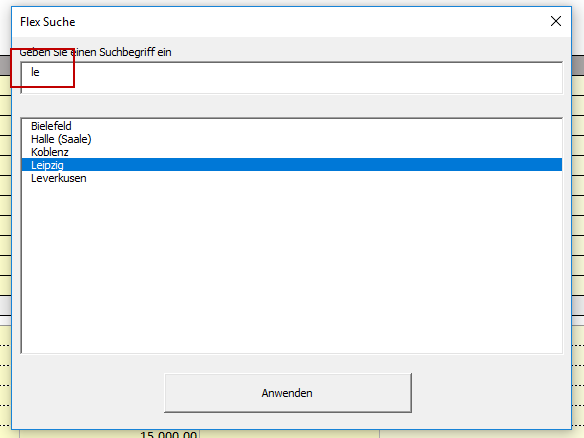 Flex Suche
Geben Sie einen Suchbegriff ein
le
Bielefeld
Halle (Saale)
Koblenz
Leipzig
Leverkusen
Anwenden
15.000,00